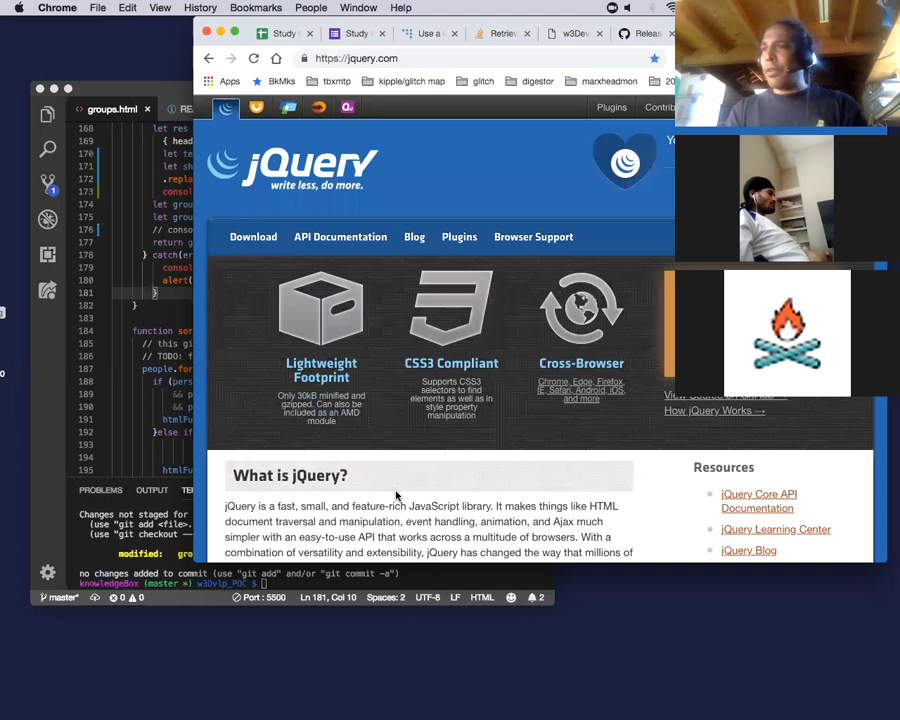 Chrome File Edit View History Bookmarks People Window Help
Study Study Use a Retriev w3Dev Releas
https://jquery.com
Apps BkMks tbxrmtp kipple/glitch map glitch digestor marxheadmon
Plugins Contrib
jQuery
write less, do more.
Download API Documentation Blog Plugins Browser Support
Lightweight
Footprint
Only 30kB minified and
gzipped. Can also be
included as an AMD
module
CSS3 Compliant
Supports CSS3
selectors to find
elements as well as in
style property
manipulation
Cross-Browser
Chrome, Edge, Firefox,
IE, Safari, Android, iOS,
and more
How jQuery Works →
What is jQuery?
jQuery is a fast, small, and feature-rich JavaScript library. It makes things like HTML
document traversal and manipulation, event handling, animation, and Ajax much
simpler with an easy-to-use API that works across a multitude of browsers. With a
combination of versatility and extensibility, jQuery has changed the way that millions of
Resources
jQuery Core API
Documentation
jQuery Learning Center
jQuery Blog
groups.html RE
168 let res
169 { head
170 let te
171 let sh
172 .repla
173 consol
174 let grou
175 let grou
176 // conso
177 return g
178 } catch(er
179 consol
180 alert(
181 }
182 }
184 function sor
185 // this gi
186 // TODO: f
187 people.for
188 if (pers
189 && p
190 && p
191 htmlFu
192 }else if
193
194
195 htmlFu
PROBLEMS OUTPUT TE
Changes not staged for
(use "git add <file>.
(use "git checkout --
modified: gro
no changes added to commit (use "git add" and/or "git commit -a")
knowledgeBox (master *) w3Dvlp_POC $
master* 0 0 Port : 5500 Ln 181, Col 10 Spaces: 2 UTF-8 LF HTML 2